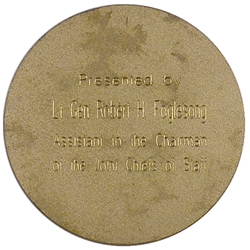 Presented by
Lt Gen Robert H. Foglesong
Assistant to the Chairman
of the Joint Chiefs of Staff